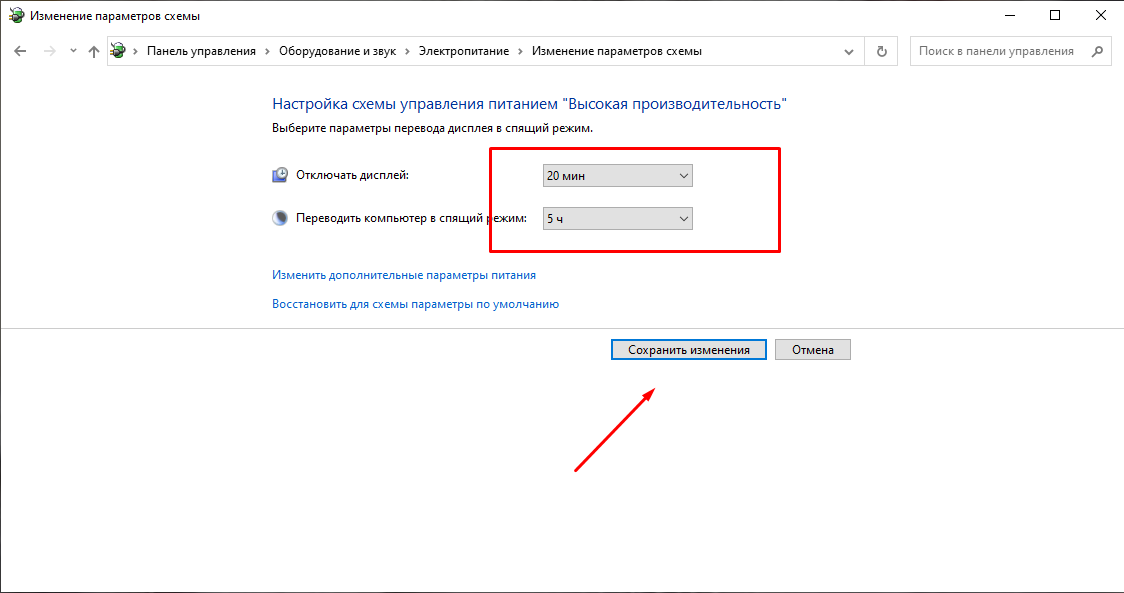 Изменение параметров схемы
Панель управления > Оборудование и звук > Электропитание > Изменение параметров схемы
Поиск в панели управления
Настройка схемы управления питанием "Высокая производительность"
Выберите параметры перевода дисплея в спящий режим.
Отключать дисплей: 20 мин
Переводить компьютер в спящий режим: 5 ч
Изменить дополнительные параметры питания
Восстановить для схемы параметры по умолчанию
Сохранить изменения Отмена